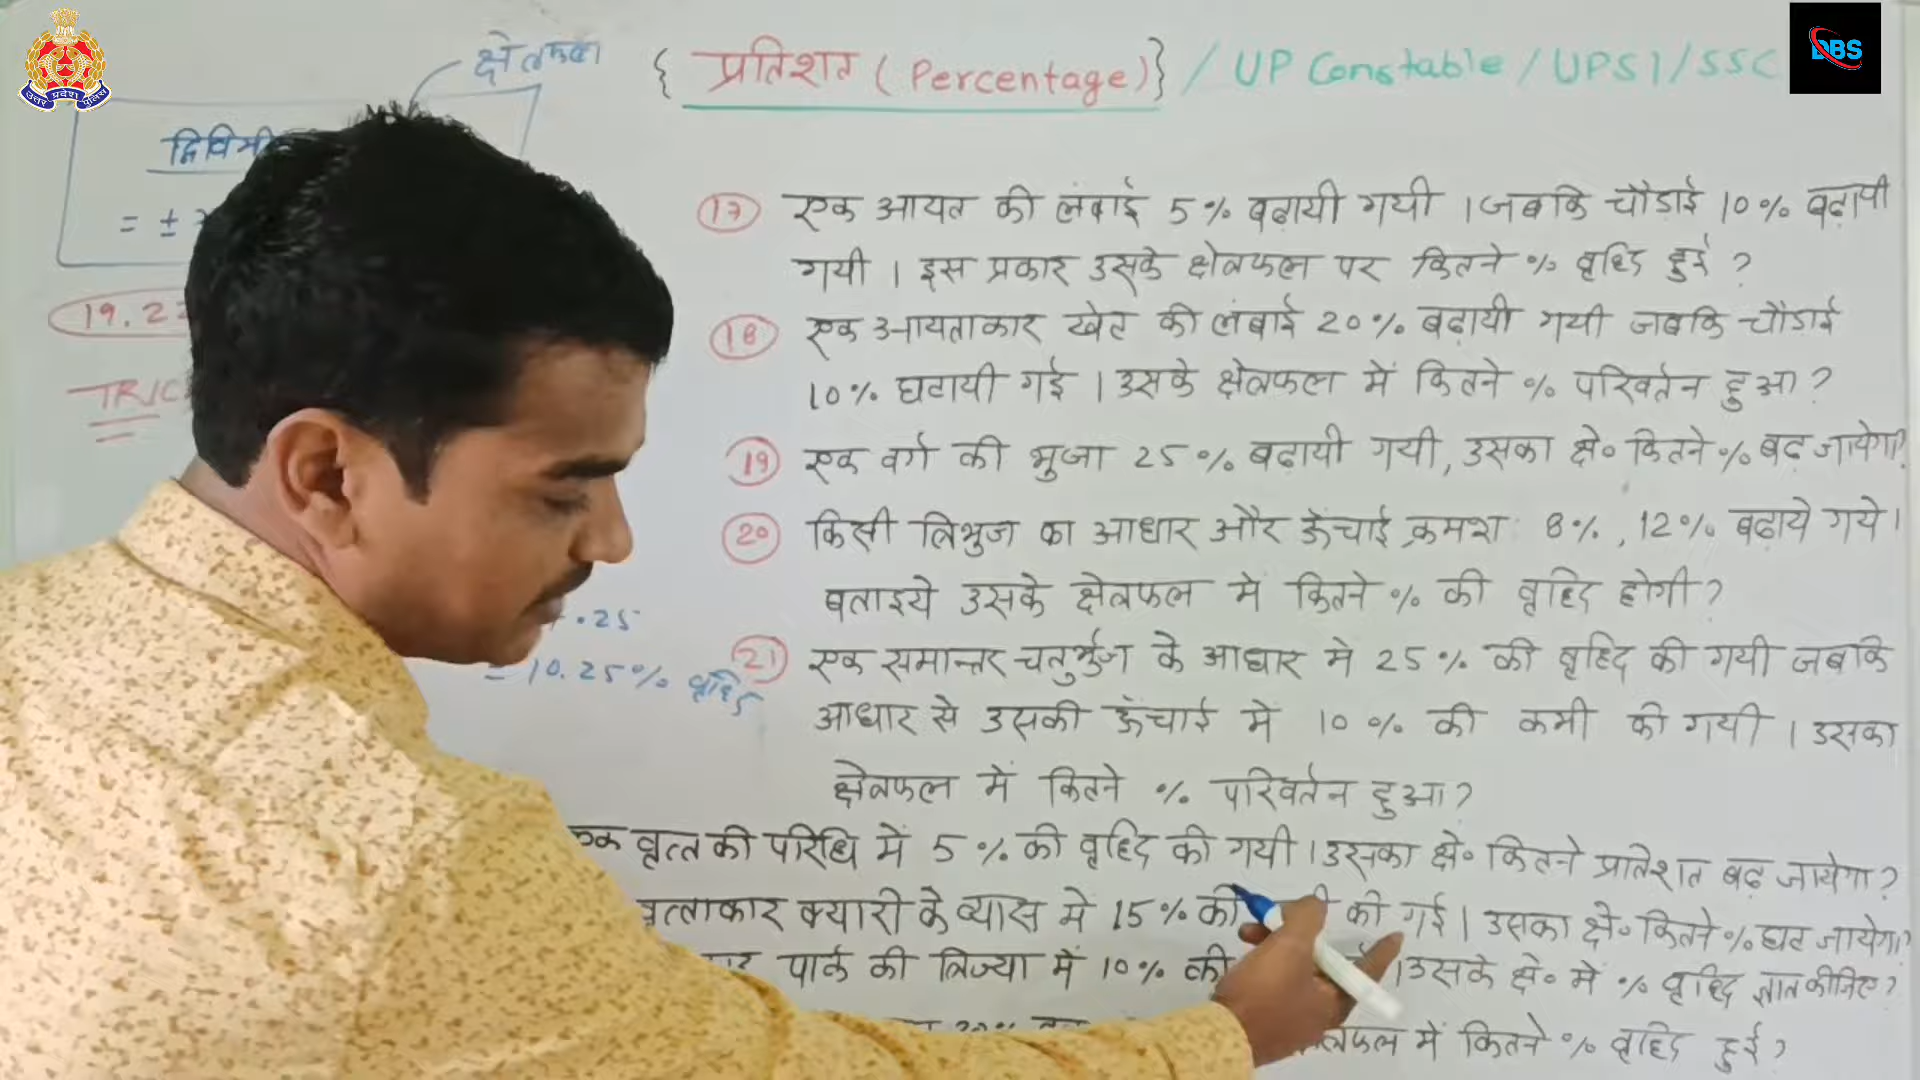 उत्तर प्रदेश पुलिस
DBS
क्षेत्रफल
{ प्रतिशत ( Percentage ) } / UP Constable / UPSI / SSC
= ±
19.2
TRIC
.25
= 10.25% वृद्धि
17 एक आयत की लंबाई 5% बढ़ायी गयी । जबकि चौड़ाई 10% बढ़ायी
गयी । इस प्रकार उसके क्षेत्रफल पर कितने % वृद्धि हुई ?
18 एक आयताकार खेत की लंबाई 20% बढ़ायी गयी जबकि चौड़ाई
10% घटायी गई । उसके क्षेत्रफल में कितने % परिवर्तन हुआ ?
19 एक वर्ग की भुजा 25% बढ़ायी गयी, उसका क्षे० कितने % बढ़ जायेगा?
20 किसी त्रिभुज का आधार और ऊँचाई क्रमश: 8%, 12% बढ़ाये गये ।
बताइये उसके क्षेत्रफल में कितने % की वृद्धि होगी ?
21 एक समान्तर चतुर्भुज के आधार मे 25% की वृद्धि की गयी जबकि
आधार से उसकी ऊँचाई मे 10% की कमी की गयी । उसका
क्षेत्रफल में कितने % परिवर्तन हुआ ?
एक वृत्त की परिधि में 5% की वृद्धि की गयी । उसका क्षे० कितने प्रतिशत बढ़ जायेगा ?
क्यारी के व्यास मे 15% की की गई । उसका क्षे० कितने % घट जायेगा?
पार्क की त्रिज्या में 10% की । उसके क्षे० में % वृद्धि ज्ञात कीजिए ?
में कितने % वृद्धि हुई ?